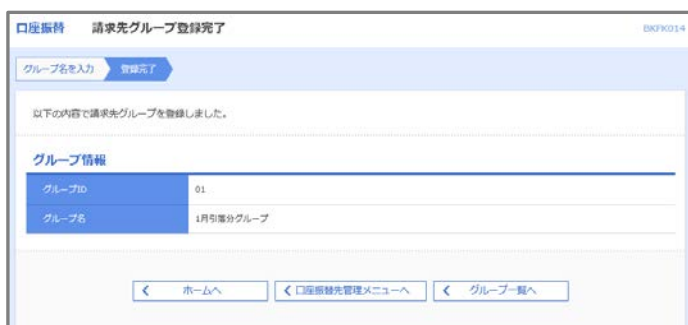 口座振替 請求先グループ登録完了 BKFK014
グループ名を入力 登録完了
以下の内容で請求先グループを登録しました。
グループ情報
グループID 01
グループ名 1月引落分グループ
ホームへ 口座振替先管理メニューへ グループ一覧へ